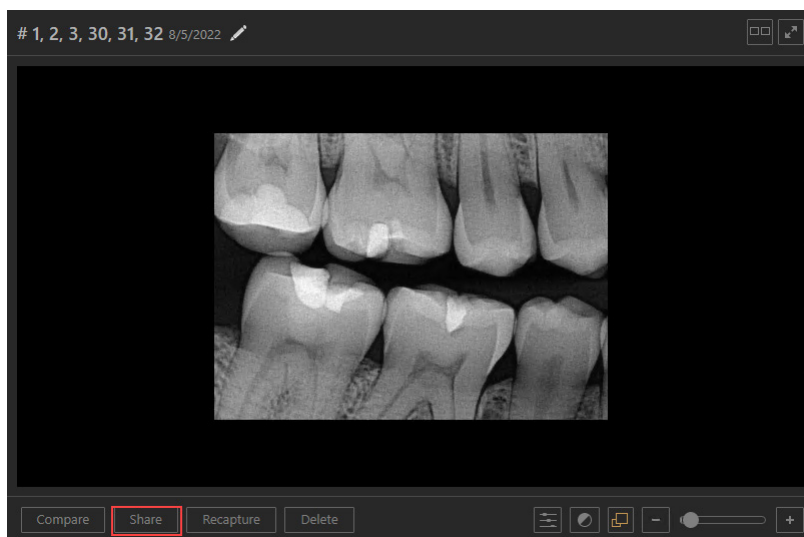 # 1, 2, 3, 30, 31, 32 8/5/2022
Compare Share Recapture Delete